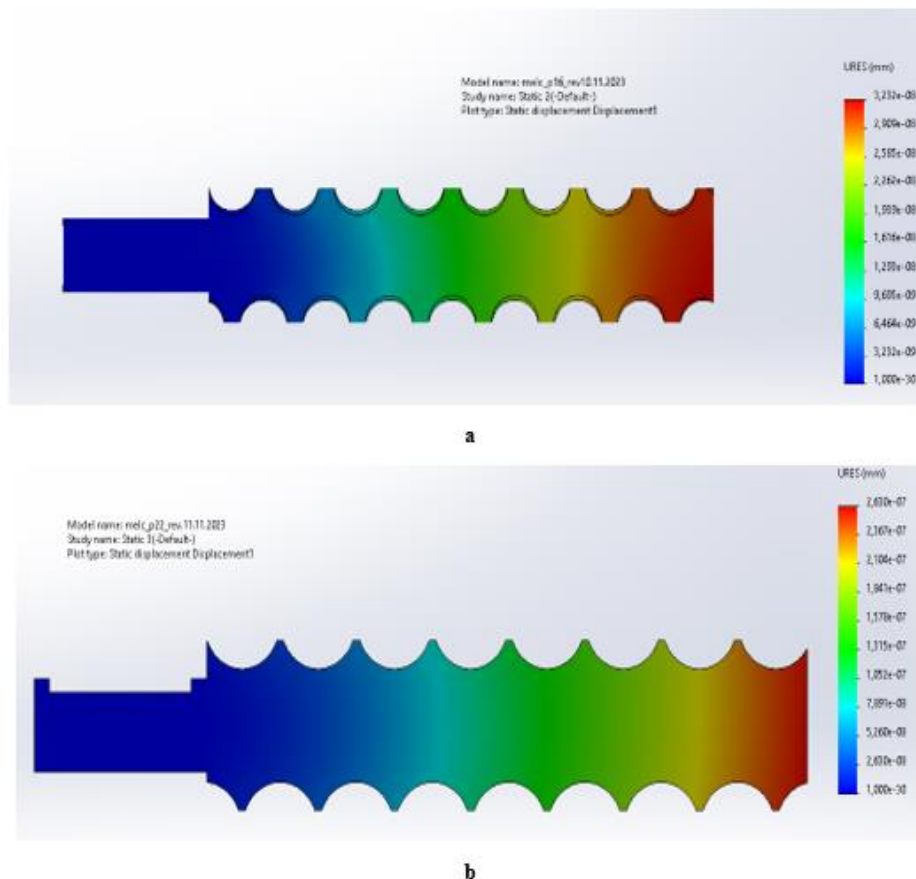 URES (mm)
Model name: melc_p16_rev10.11.2023
Study name: Static 2(-Default-)
Plot type: Static displacement Displacement1
3,232e-08
2,909e-08
2,585e-08
2,262e-08
1,939e-08
1,616e-08
1,293e-08
9,695e-09
6,464e-09
3,232e-09
1,000e-30
a
URES (mm)
2,630e-07
Model name: melc_p22_rev.11.11.2023
Study name: Static 3(-Default-)
Plot type: Static displacement Displacement1
2,367e-07
2,104e-07
1,841e-07
1,578e-07
1,315e-07
1,052e-07
7,891e-08
5,260e-08
2,630e-08
1,000e-30
b